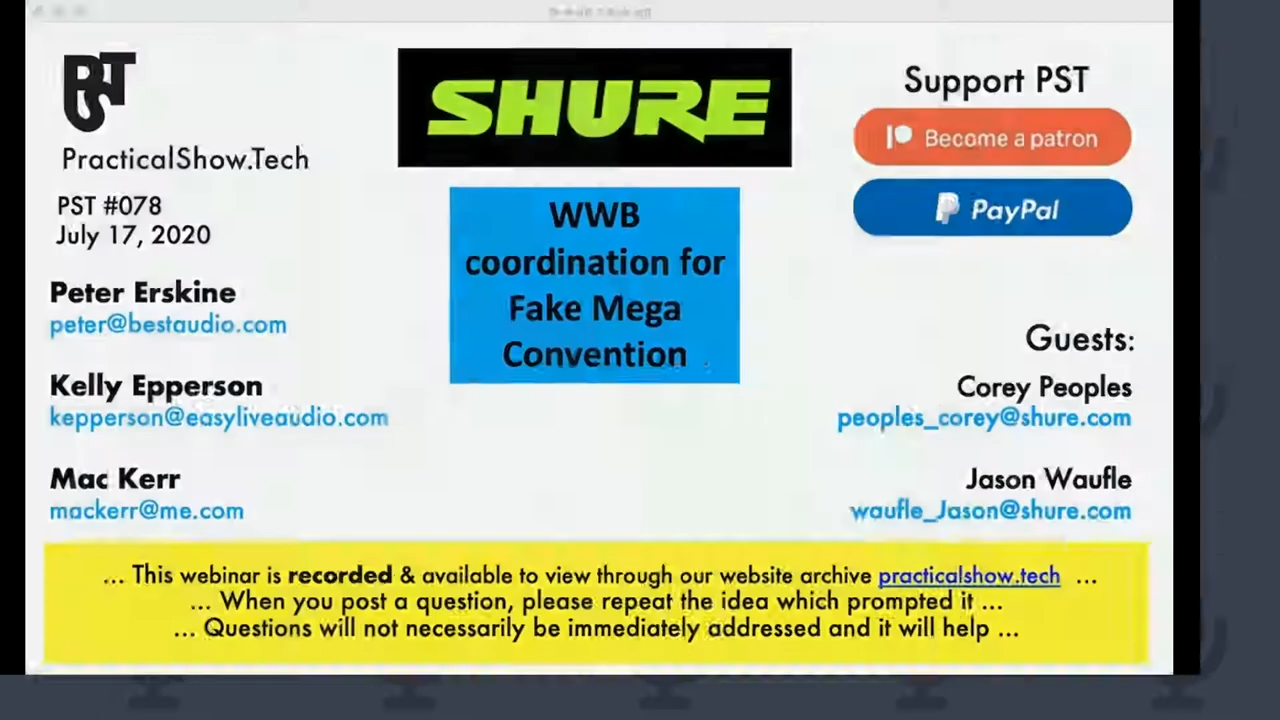 PST
PracticalShow.Tech
PST #078
July 17, 2020
Peter Erskine
peter@bestaudio.com
Kelly Epperson
kepperson@easyliveaudio.com
Mac Kerr
mackerr@me.com
SHURE
WWB
coordination for
Fake Mega
Convention
Support PST
Become a patron
PayPal
Guests:
Corey Peoples
peoples_corey@shure.com
Jason Waufle
waufle_Jason@shure.com
... This webinar is recorded & available to view through our website archive practicalshow.tech ...
... When you post a question, please repeat the idea which prompted it ...
... Questions will not necessarily be immediately addressed and it will help ...